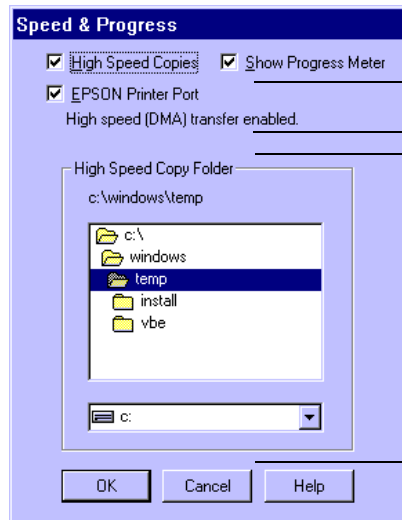 Speed & Progress
High Speed Copies Show Progress Meter
EPSON Printer Port
High speed (DMA) transfer enabled.
High Speed Copy Folder
c:\windows\temp
c:\
windows
temp
install
vbe
c:
OK Cancel Help